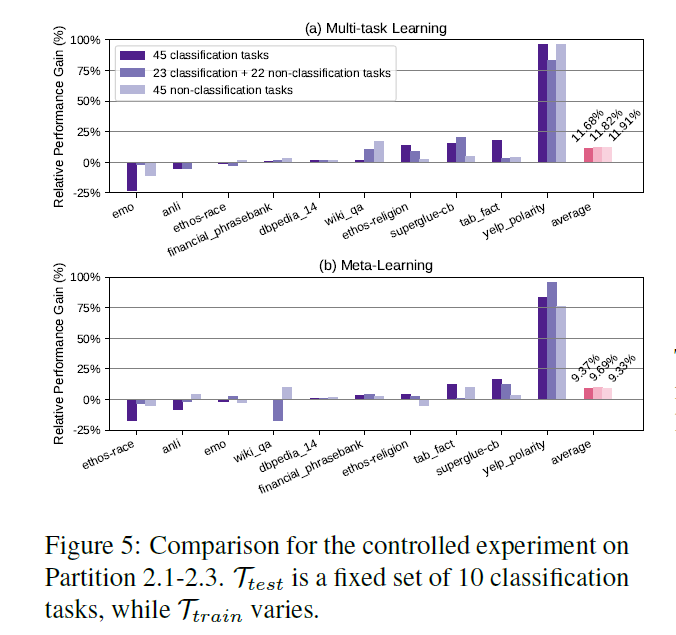 (a) Multi-task Learning
Relative Performance Gain (%)
100%
75%
50%
25%
0%
-25%
45 classification tasks
23 classification + 22 non-classification tasks
45 non-classification tasks
11.68%
11.82%
11.91%
emo
anli
ethos-race
financial_phrasebank
dbpedia_14
wiki_qa
ethos-religion
superglue-cb
tab_fact
yelp_polarity
average
(b) Meta-Learning
Relative Performance Gain (%)
100%
75%
50%
25%
0%
-25%
9.37%
9.69%
9.33%
ethos-race
anli
emo
wiki_qa
dbpedia_14
financial_phrasebank
ethos-religion
tab_fact
superglue-cb
yelp_polarity
average
Figure 5: Comparison for the controlled experiment on
Partition 2.1-2.3. 𝒯test is a fixed set of 10 classification
tasks, while 𝒯train varies.